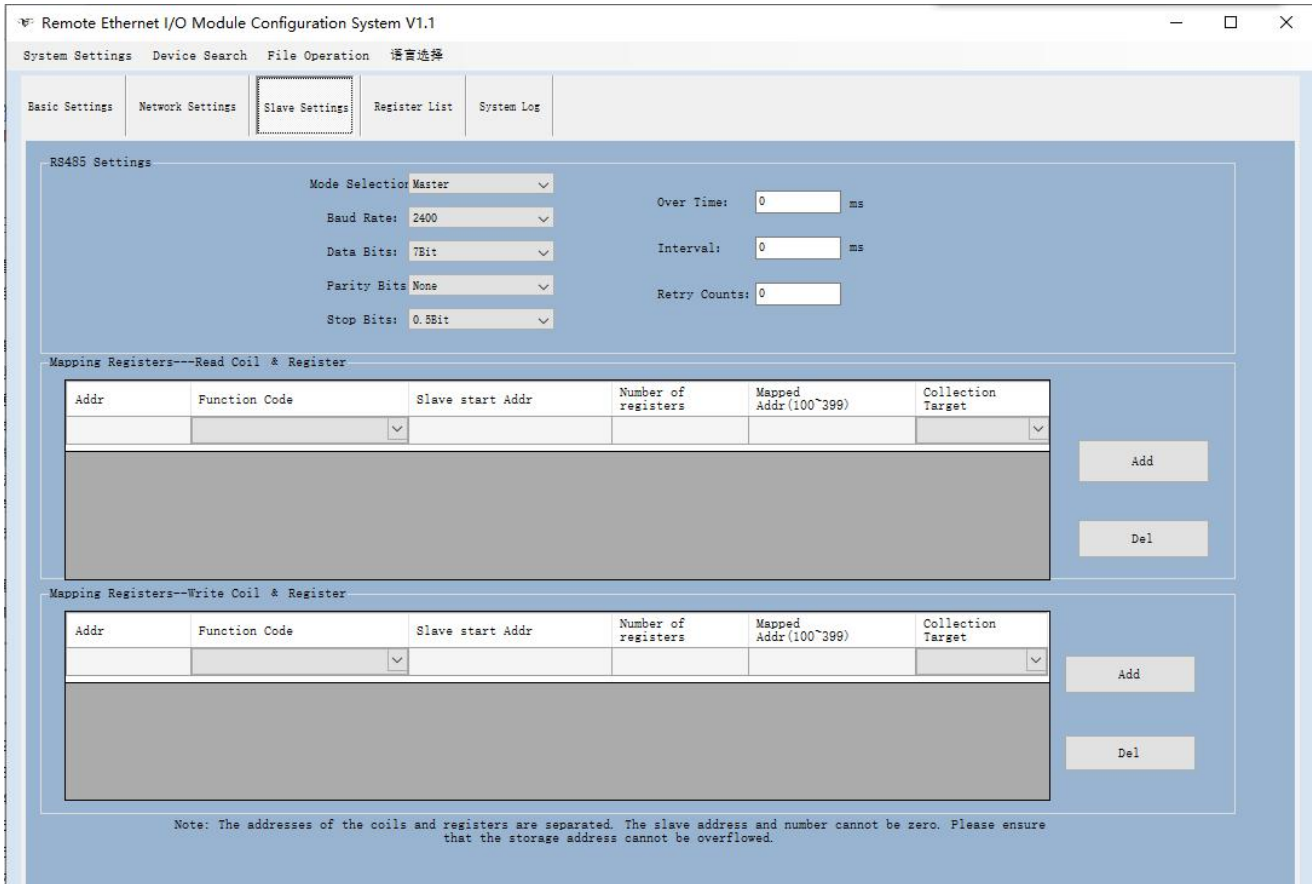 Remote Ethernet I/O Module Configuration System V1.1
System Settings Device Search File Operation 语言选择
Basic Settings Network Settings Slave Settings Register List System Log
RS485 Settings
Mode Selection Master
Over Time: 0 ms
Baud Rate: 2400
Interval: 0 ms
Data Bits: 7Bit
Parity Bits None
Retry Counts: 0
Stop Bits: 0.5Bit
Mapping Registers---Read Coil & Register
Addr Function Code Slave start Addr Number of registers Mapped Addr(100~399) Collection Target
Add
Del
Mapping Registers--Write Coil & Register
Addr Function Code Slave start Addr Number of registers Mapped Addr(100~399) Collection Target
Add
Del
Note: The addresses of the coils and registers are separated. The slave address and number cannot be zero. Please ensure
that the storage address cannot be overflowed.